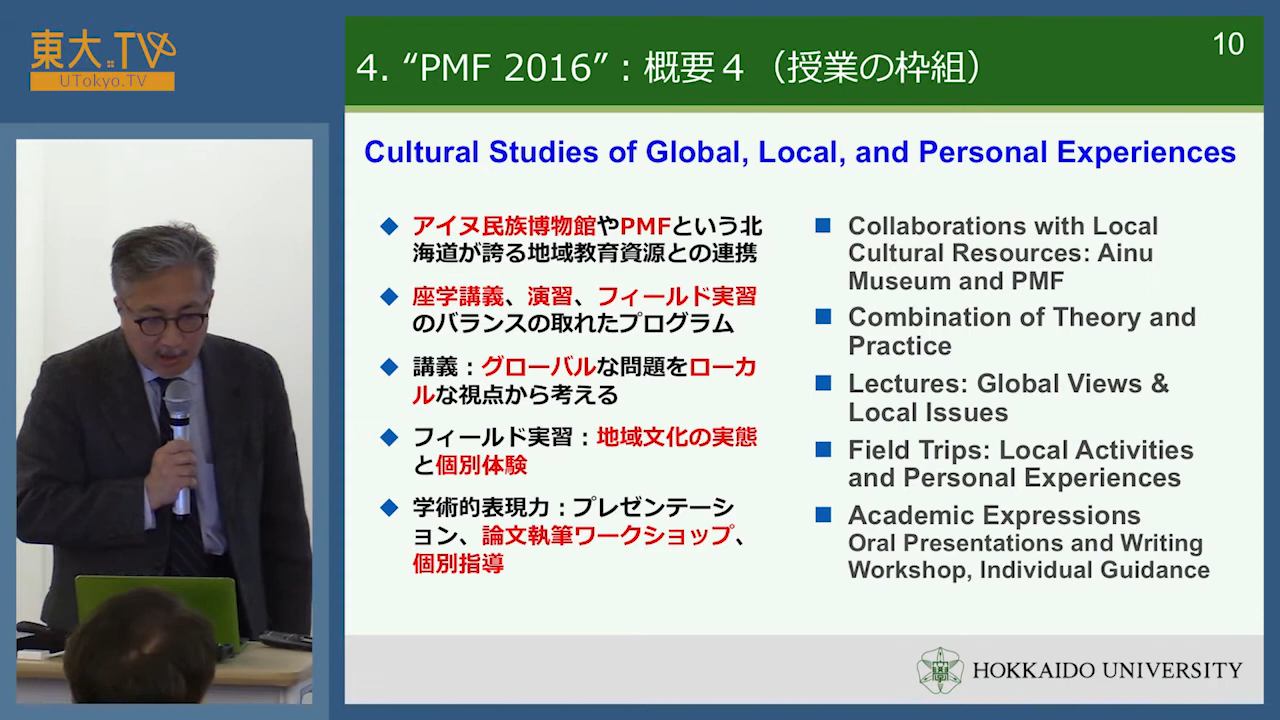 東大.TV
UTokyo.TV
4. “PMF 2016”：概要４（授業の枠組）
10
Cultural Studies of Global, Local, and Personal Experiences
アイヌ民族博物館やPMFという北
海道が誇る地域教育資源との連携
座学講義、演習、フィールド実習
のバランスの取れたプログラム
講義：グローバルな問題をローカ
ルな視点から考える
フィールド実習：地域文化の実態
と個別体験
学術的表現力：プレゼンテーシ
ョン、論文執筆ワークショップ、
個別指導
Collaborations with Local
Cultural Resources: Ainu
Museum and PMF
Combination of Theory and
Practice
Lectures: Global Views &
Local Issues
Field Trips: Local Activities
and Personal Experiences
Academic Expressions
Oral Presentations and Writing
Workshop, Individual Guidance
HOKKAIDO UNIVERSITY